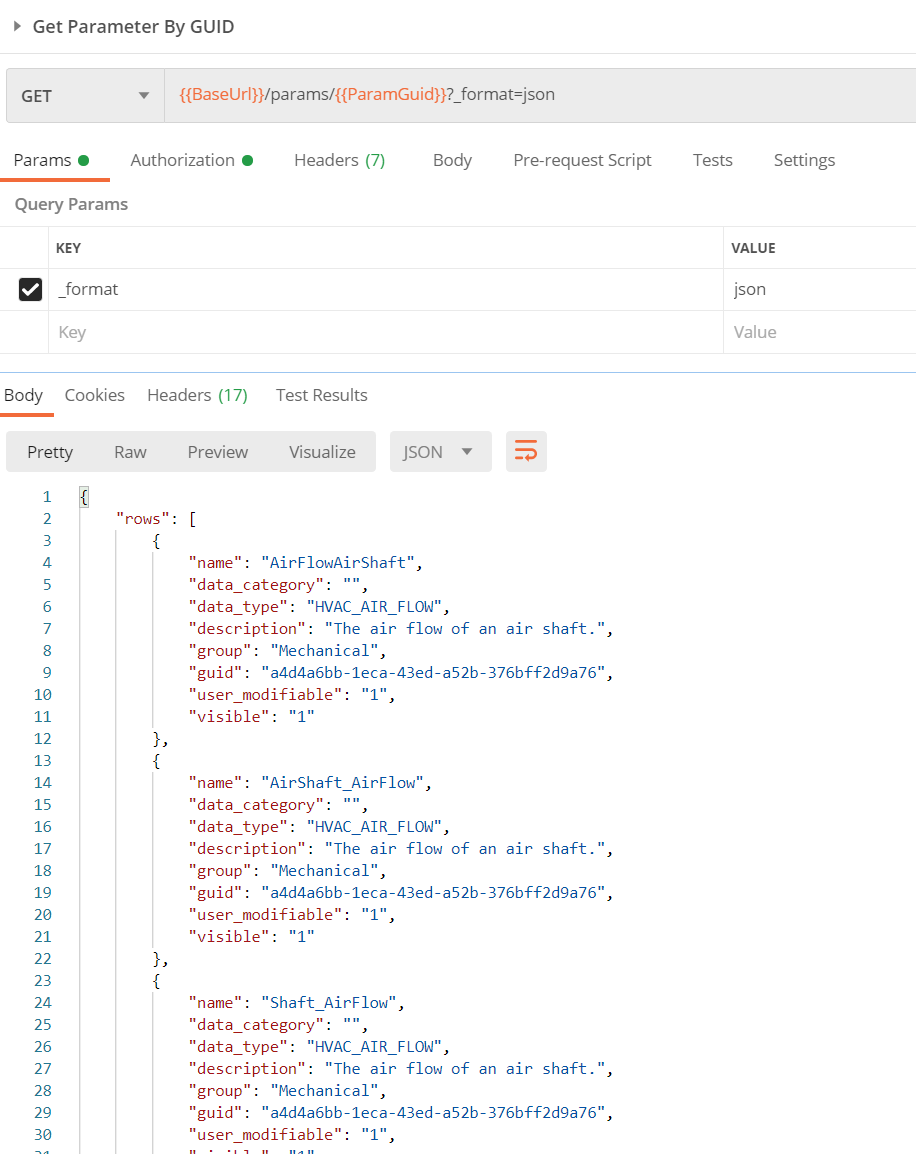 Get Parameter By GUID
GET {{BaseUrl}}/params/{{ParamGuid}}?_format=json
Params Authorization Headers (7) Body Pre-request Script Tests Settings
Query Params
KEY VALUE
_format json
Key Value
Body Cookies Headers (17) Test Results
Pretty Raw Preview Visualize JSON
1 {
2 "rows": [
3 {
4 "name": "AirFlowAirShaft",
5 "data_category": "",
6 "data_type": "HVAC_AIR_FLOW",
7 "description": "The air flow of an air shaft.",
8 "group": "Mechanical",
9 "guid": "a4d4a6bb-1eca-43ed-a52b-376bff2d9a76",
10 "user_modifiable": "1",
11 "visible": "1"
12 },
13 {
14 "name": "AirShaft_AirFlow",
15 "data_category": "",
16 "data_type": "HVAC_AIR_FLOW",
17 "description": "The air flow of an air shaft.",
18 "group": "Mechanical",
19 "guid": "a4d4a6bb-1eca-43ed-a52b-376bff2d9a76",
20 "user_modifiable": "1",
21 "visible": "1"
22 },
23 {
24 "name": "Shaft_AirFlow",
25 "data_category": "",
26 "data_type": "HVAC_AIR_FLOW",
27 "description": "The air flow of an air shaft.",
28 "group": "Mechanical",
29 "guid": "a4d4a6bb-1eca-43ed-a52b-376bff2d9a76",
30 "user_modifiable": "1",